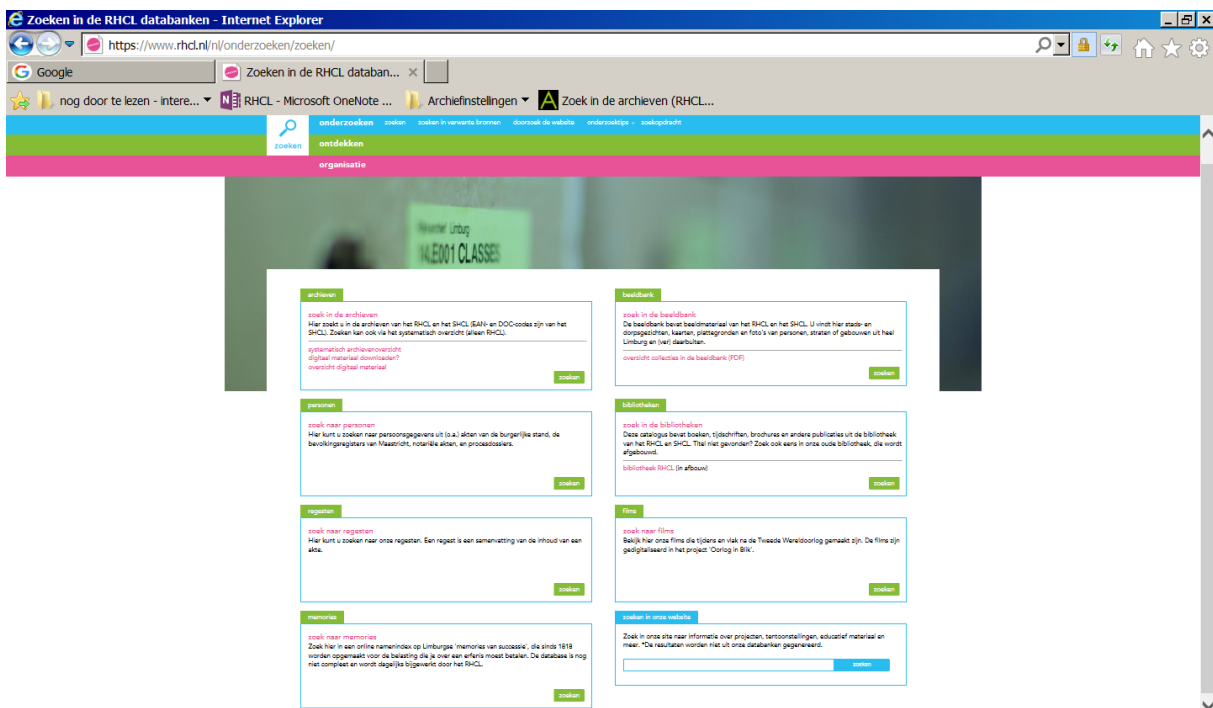 Zoeken in de RHCL databanken - Internet Explorer
https://www.rhcl.nl/nl/onderzoeken/zoeken/
Google
Zoeken in de RHCL databan...
nog door te lezen - intere...
RHCL - Microsoft OneNote ...
Archiefinstellingen
Zoek in de archieven (RHCL...
zoeken
onderzoeken zoeken zoeken in verwante bronnen doorzoek de website onderzoektips - zoekopdracht
ontdekken
organisatie
Limburg
14.E001 CLASSES
archieven
zoek in de archieven
Hier zoekt u in de archieven van het RHCL en het SHCL (EAN- en DOC-codes zijn van het
SHCL). Zoeken kan ook via het systematisch overzicht (alleen RHCL).
systematisch archievenoverzicht
digitaal materiaal downloaden?
overzicht digitaal materiaal
zoeken
beeldbank
zoek in de beeldbank
De beeldbank bevat beeldmateriaal van het RHCL en het SHCL. U vindt hier stads- en
dorpsgezichten, kaarten, plattegronden en foto's van personen, straten of gebouwen uit heel
Limburg en (ver) daarbuiten.
overzicht collecties in de beeldbank (PDF)
zoeken
personen
zoek naar personen
Hier kunt u zoeken naar persoonsgegevens uit (o.a.) akten van de burgerlijke stand, de
bevolkingsregisters van Maastricht, notariële akten, en procesdossiers.
zoeken
bibliotheken
zoek in de bibliotheken
Deze catalogus bevat boeken, tijdschriften, brochures en andere publicaties uit de bibliotheek
van het RHCL en SHCL. Titel niet gevonden? Zoek ook eens in onze oude bibliotheek, die wordt
afgebouwd.
bibliotheek RHCL (in afbouw)
zoeken
regesten
zoek naar regesten
Hier kunt u zoeken naar onze regesten. Een regest is een samenvatting van de inhoud van een
akte.
zoeken
films
zoek naar films
Bekijk hier onze films die tijdens en vlak na de Tweede Wereldoorlog gemaakt zijn. De films zijn
gedigitaliseerd in het project 'Oorlog in Blik'.
zoeken
memories
zoek naar memories
Zoek hier in een online namenindex op Limburgse 'memories van successie', die sinds 1818
worden opgemaakt voor de belasting die je over een erfenis moest betalen. De database is nog
niet compleet en wordt dagelijks bijgewerkt door het RHCL.
zoeken
zoeken in onze website
Zoek in onze site naar informatie over projecten, tentoonstellingen, educatief materiaal en
meer. *De resultaten worden niet uit onze databanken gegenereerd.
zoeken